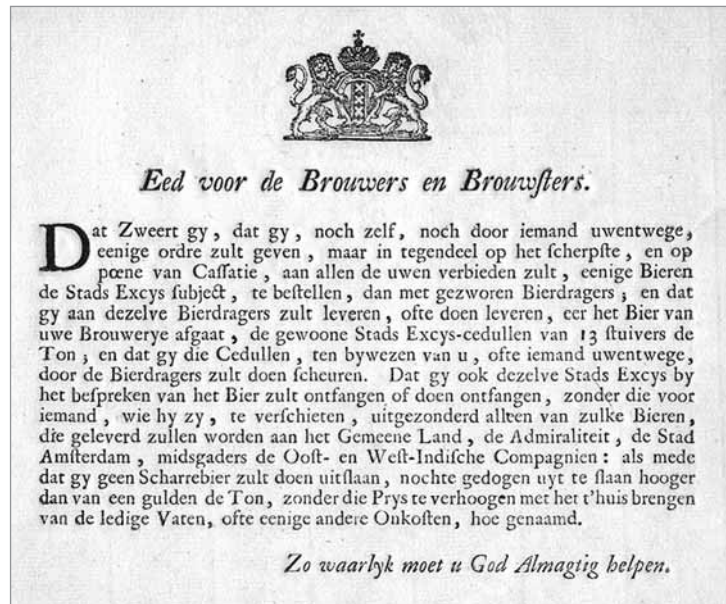 Eed voor de Brouwers en Brouwſters.
Dat Zweert gy, dat gy, noch zelf, noch door iemand uwentwege,
eenige ordre zult geven, maar in tegendeel op het ſcherpſte, en op
pœne van Caſſatie, aan allen de uwen verbieden zult, eenige Bieren
de Stads Excys ſubject, te beſtellen, dan met gezworen Bierdragers; en dat
gy aan dezelve Bierdragers zult leveren, ofte doen leveren, eer het Bier van
uwe Brouwerye afgaat, de gewoone Stads Excys-cedullen van 13 ſtuivers de
Ton; en dat gy die Cedullen, ten bywezen van u, ofte iemand uwentwege,
door de Bierdragers zult doen ſcheuren. Dat gy ook dezelve Stads Excys by
het beſpreken van het Bier zult ontfangen of doen ontfangen, zonder die voor
iemand, wie hy zy, te verſchieten, uitgezonderd alleen van zulke Bieren,
die geleverd zullen worden aan het Gemeene Land, de Admiraliteit, de Stad
Amſterdam, midsgaders de Ooſt- en Weſt-Indiſche Compagnien: als mede
dat gy geen Scharrebier zult doen uitſlaan, nochte gedogen uyt te ſlaan hooger
dan van een gulden de Ton, zonder die Prys te verhoogen met het t'huis brengen
van de ledige Vaten, ofte eenige andere Onkoſten, hoe genaamd.
Zo waarlyk moet u God Almagtig helpen.